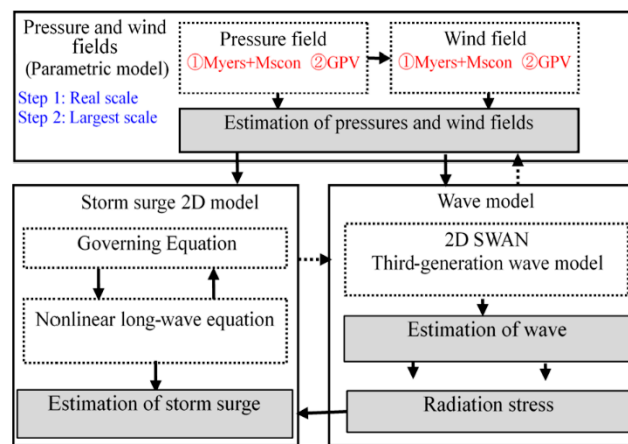 Pressure and wind
fields
(Parametric model)
Step 1: Real scale
Step 2: Largest scale
Pressure field
①Myers+Mscon ②GPV
Wind field
①Myers+Mscon ②GPV
Estimation of pressures and wind fields
Storm surge 2D model
Governing Equation
Nonlinear long-wave equation
Estimation of storm surge
Wave model
2D SWAN
Third-generation wave model
Estimation of wave
Radiation stress